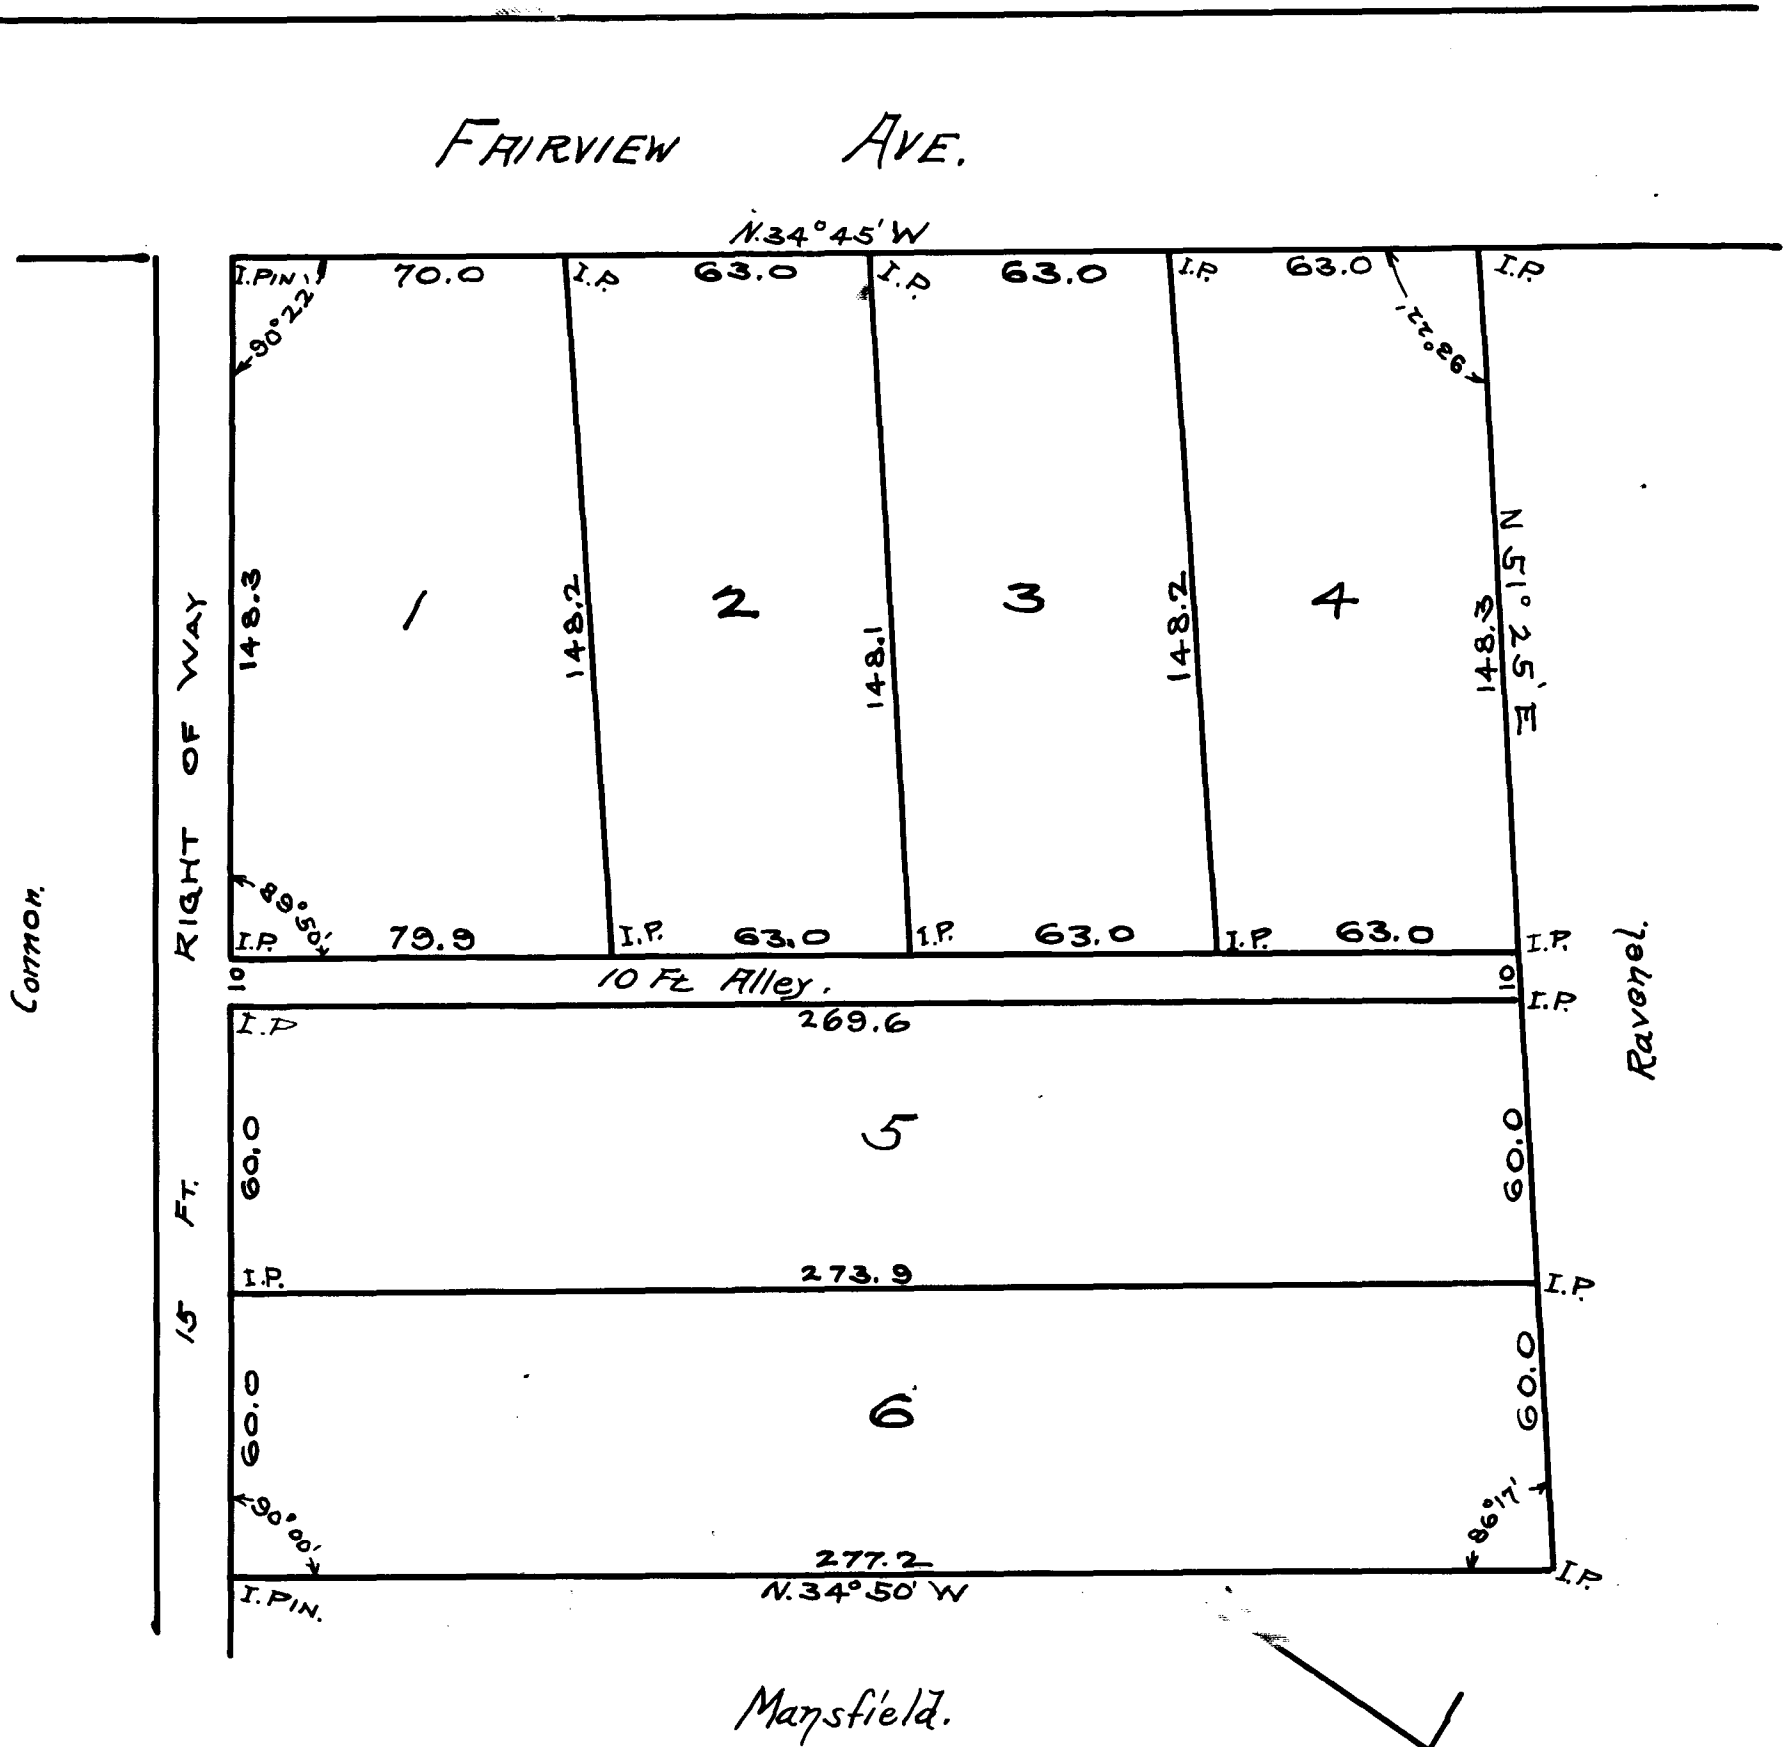 FAIRVIEW AVE.
N.34°45'W
I.PIN. 70.0 I.P. 63.0 I.P. 63.0 I.P. 63.0 I.P.
90°22'
93°22'
N 51°25' E
148.3 1 148.2 2 148.1 3 148.2 4 148.3
RIGHT OF WAY
89°50'
Connon.
Ravenel.
I.P. 79.9 I.P. 63.0 I.P. 63.0 I.P. 63.0 I.P.
10 10 Ft Alley. 10
I.P 269.6 I.P.
5
60.0 60.0
15 FT.
I.P. 273.9 I.P.
60.0 6 60.0
90°00' 86°17'
277.2
I.PIN. N.34°50'W I.P.
Mansfield.